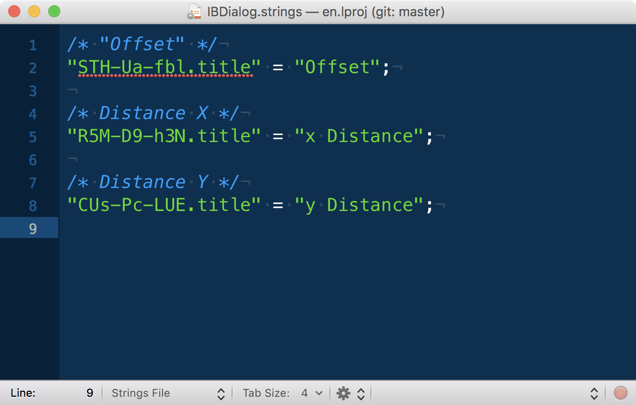 IBDialog.strings — en.lproj (git: master)
1 /* "Offset" */¬
2 "STH-Ua-fbl.title" = "Offset";¬
3 ¬
4 /* Distance X */¬
5 "R5M-D9-h3N.title" = "x Distance";¬
6 ¬
7 /* Distance Y */¬
8 "CUs-Pc-LUE.title" = "y Distance";¬
9
Line: 9 Strings File Tab Size: 4